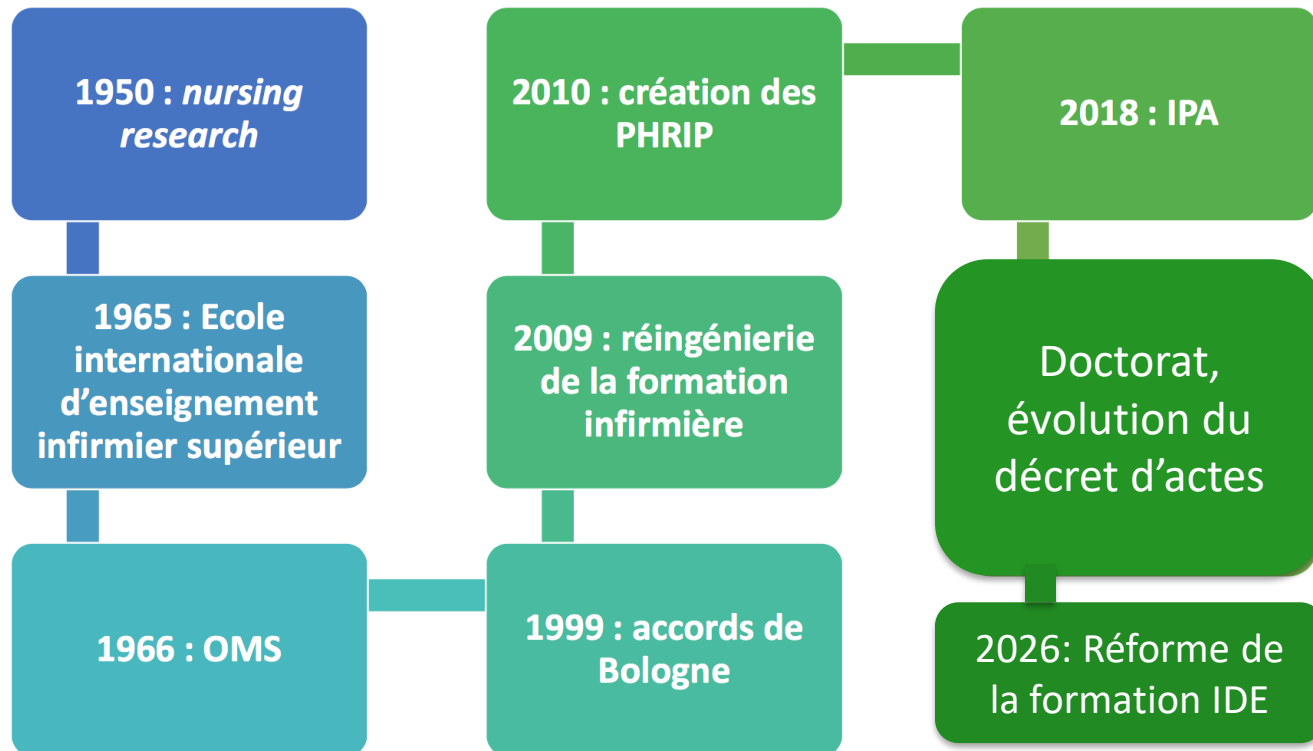 1950 : nursing
research
1965 : Ecole
internationale
d’enseignement
infirmier supérieur
1966 : OMS
1999 : accords de
Bologne
2009 : réingénierie
de la formation
infirmière
2010 : création des
PHRIP
2018 : IPA
Doctorat,
évolution du
décret d’actes
2026: Réforme de
la formation IDE